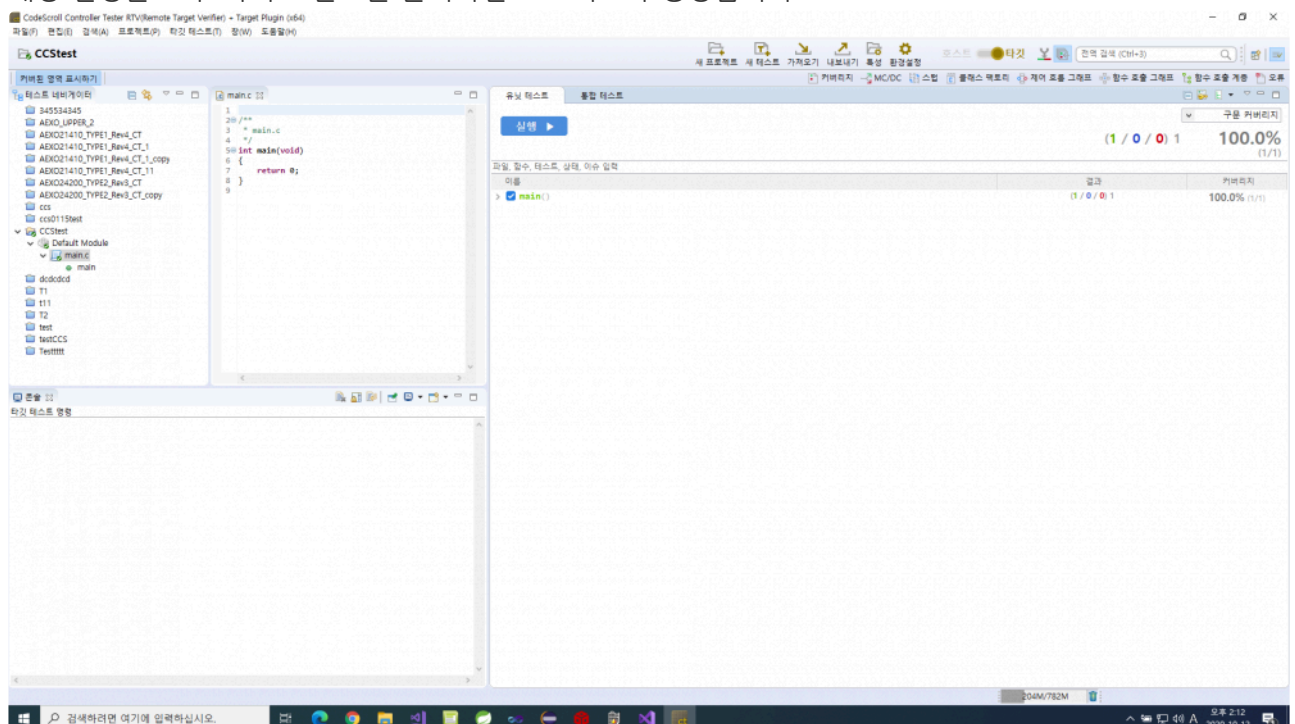 CodeScroll Controller Tester RTV(Remote Target Verifier) + Target Plugin (x64)
파일(F) 편집(E) 검색(A) 프로젝트(P) 타깃 테스트(T) 창(W) 도움말(H)
CCStest
새 프로젝트 새 테스트 가져오기 내보내기 특성 환경설정 호스트 타깃 전역 검색 (Ctrl+3)
커버된 영역 표시하기
커버리지 MC/DC 스텁 클래스 팩토리 제어 흐름 그래프 함수 호출 그래프 함수 호출 계층 오류
테스트 네비게이터
345534345
AEXO_UPPER_2
AEXO21410_TYPE1_Rev4_CT
AEXO21410_TYPE1_Rev4_CT_1
AEXO21410_TYPE1_Rev4_CT_1_copy
AEXO21410_TYPE1_Rev4_CT_11
AEXO24200_TYPE2_Rev3_CT
AEXO24200_TYPE2_Rev3_CT_copy
ccs
ccs0115test
CCStest
Default Module
main.c
main
dcdcdcd
T1
t11
T2
test
testCCS
Testtttt
main.c
1
2 /**
3 * main.c
4 */
5 int main(void)
6 {
7 return 0;
8 }
9
유닛 테스트 통합 테스트
구문 커버리지
실행
(1 / 0 / 0) 1 100.0%
(1/1)
파일, 함수, 테스트, 상태, 이슈 입력
이름 결과 커버리지
main() (1 / 0 / 0) 1 100.0% (1/1)
콘솔
타깃 테스트 명령
204M/782M
검색하려면 여기에 입력하십시오.
A 오후 2:12